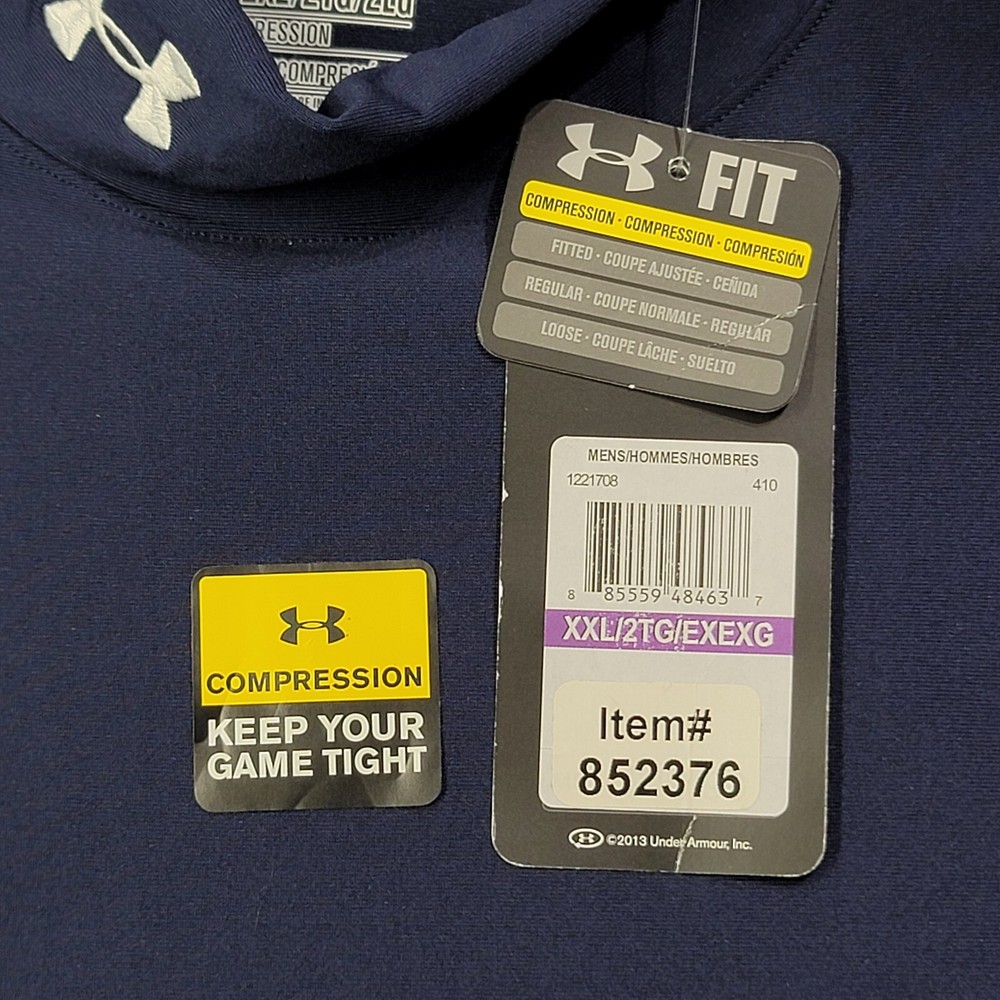 COMPRESSION
FIT
COMPRESSION · COMPRESSION · COMPRESIÓN
FITTED · COUPE AJUSTÉE · CEÑIDA
REGULAR · COUPE NORMALE · REGULAR
LOOSE · COUPE LÂCHE · SUELTO
MENS/HOMMES/HOMBRES
1221708 410
8 85559 48463 7
XXL/2TG/EXEXG
Item#
852376
©2013 Under Armour, Inc.
COMPRESSION
KEEP YOUR
GAME TIGHT